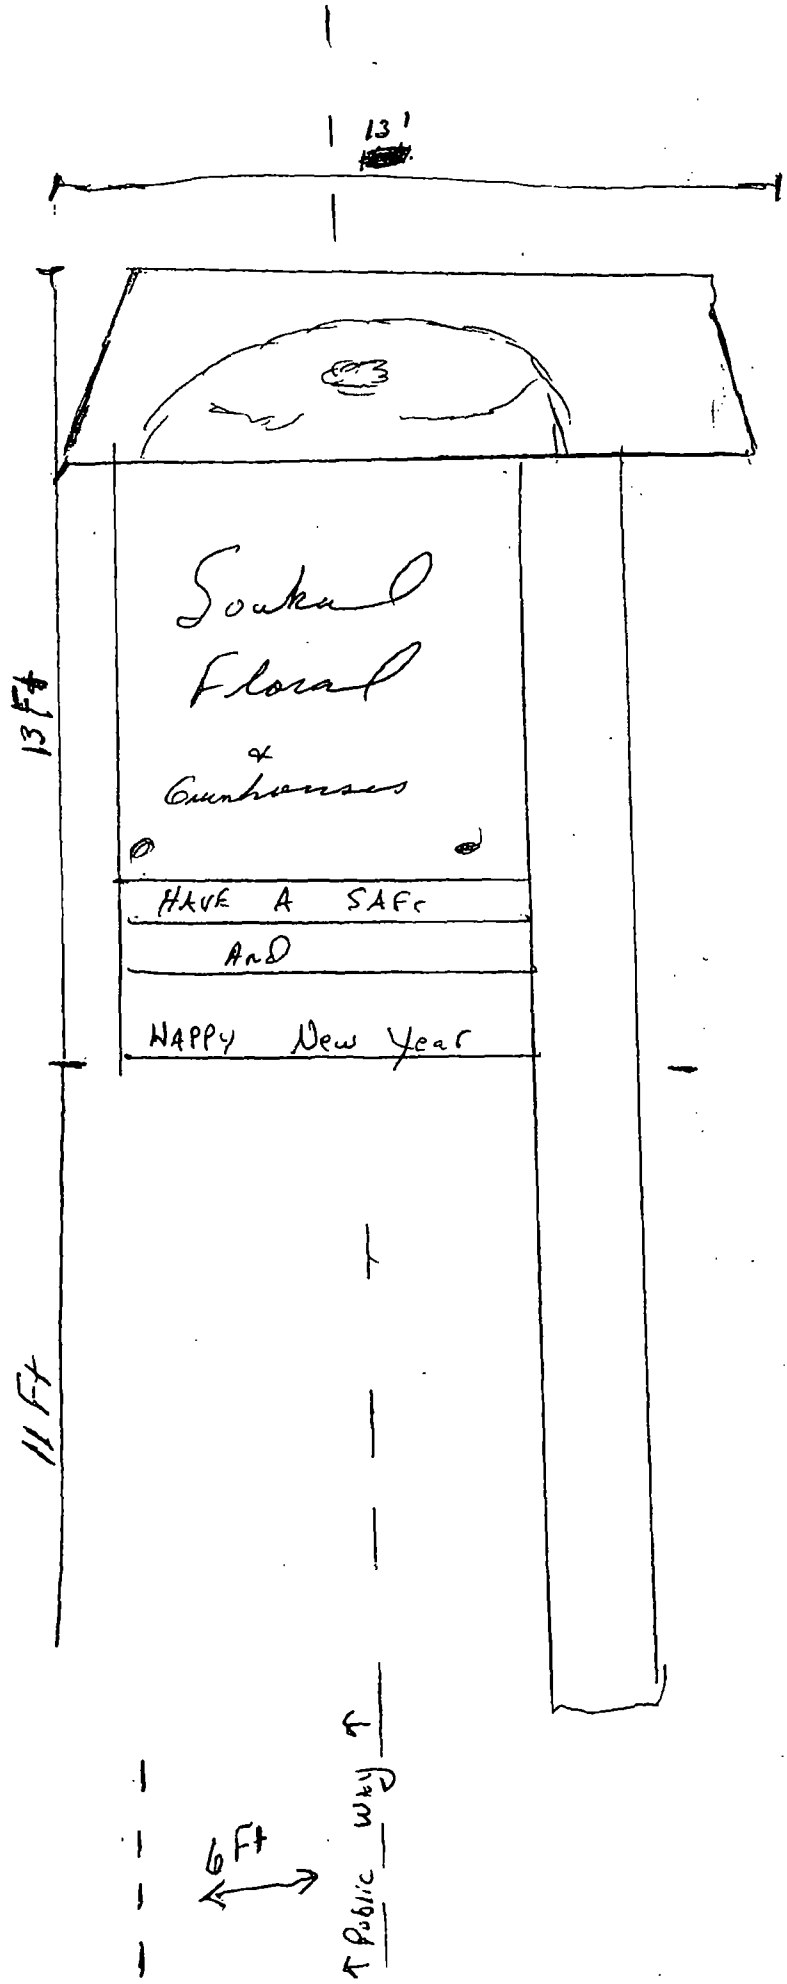 13'
Soukal
Floral
&
Greenhouses
13 Ft
HAVE A SAFE
AND
HAPPY New Year
11 Ft
6 Ft
↑ Public Way ↑